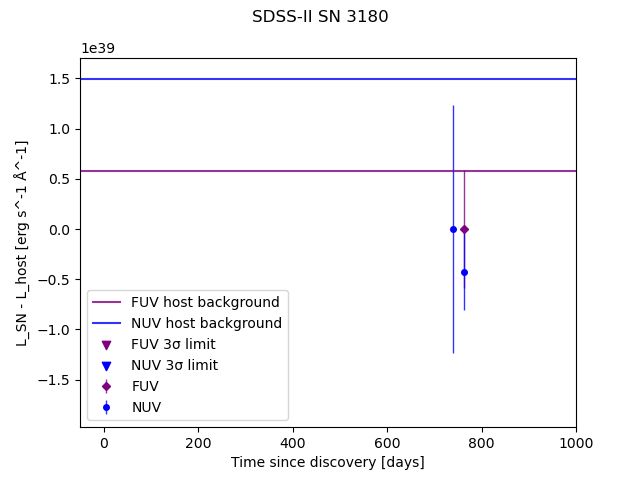 SDSS-II SN 3180
1e39
1.5
1.0
0.5
0.0
−0.5
−1.0
−1.5
L_SN - L_host [erg s^-1 Å^-1]
FUV host background
NUV host background
FUV 3σ limit
NUV 3σ limit
FUV
NUV
0 200 400 600 800 1000
Time since discovery [days]